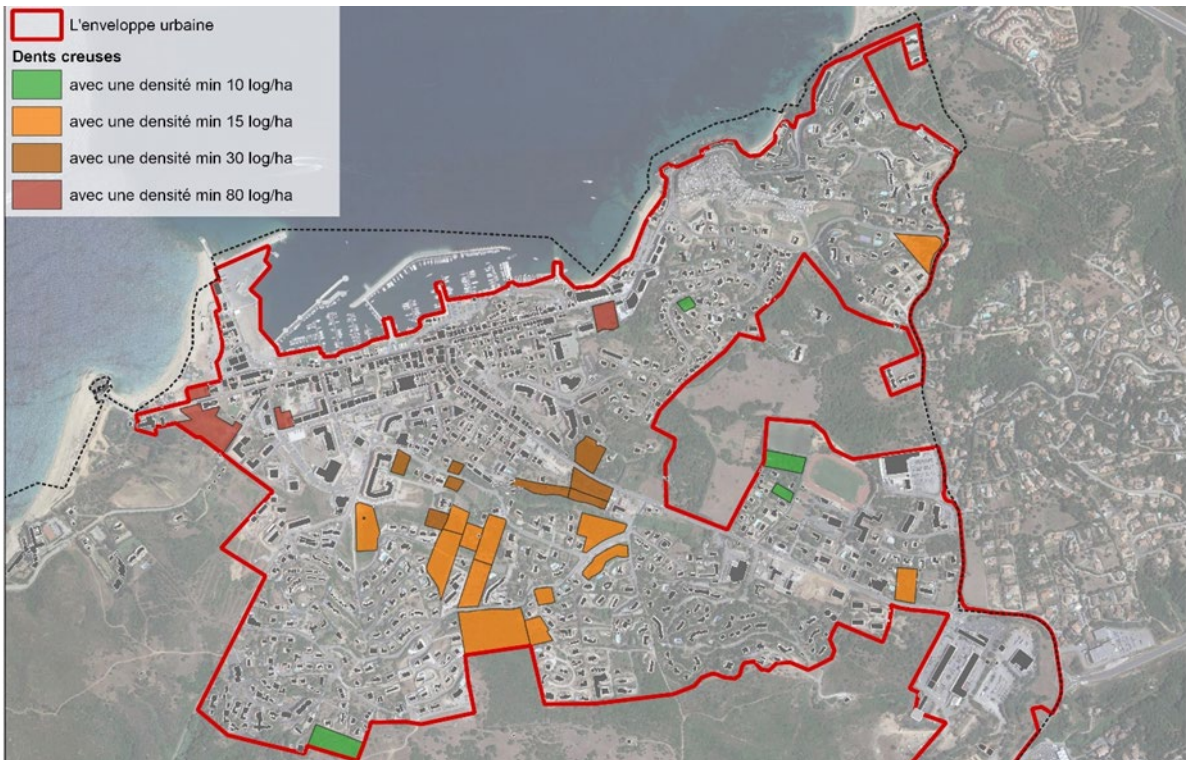 L'enveloppe urbaine
Dents creuses
avec une densité min 10 log/ha
avec une densité min 15 log/ha
avec une densité min 30 log/ha
avec une densité min 80 log/ha